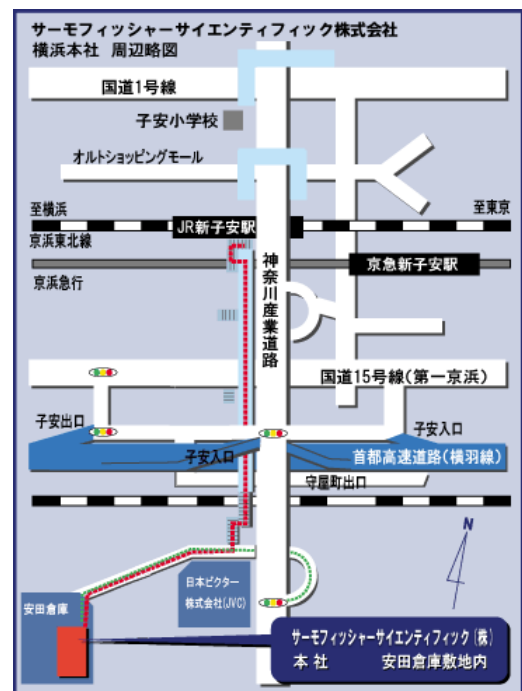 サーモフィッシャーサイエンティフィック株式会社
横浜本社 周辺略図
国道1号線
子安小学校
オルトショッピングモール
至横浜
至東京
JR新子安駅
京浜東北線
京急新子安駅
京浜急行
神奈川産業道路
国道15号線(第一京浜)
子安出口
子安入口
子安入口
首都高速道路(横羽線)
守屋町出口
N
日本ビクター
株式会社(JVC)
安田倉庫
サーモフィッシャーサイエンティフィック(株)
本 社 安田倉庫敷地内